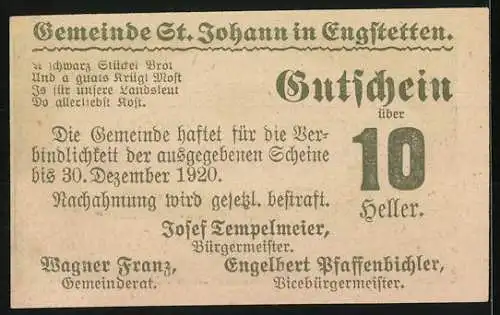 Gemeinde St. Johann in Engstetten.
A schwarz Stückel Brot
Und a guats Krügl Most
Is für unsere Landsleut
Do allerliebst Kost.
Gutschein
über
10
Heller.
Die Gemeinde haftet für die Ver-
bindlichkeit der ausgegebenen Scheine
bis 30. Dezember 1920.
Nachahmung wird gesetzl. bestraft.
Josef Tempelmeier,
Bürgermeister.
Wagner Franz,
Gemeinderat.
Engelbert Pfaffenbichler,
Vicebürgermeister.